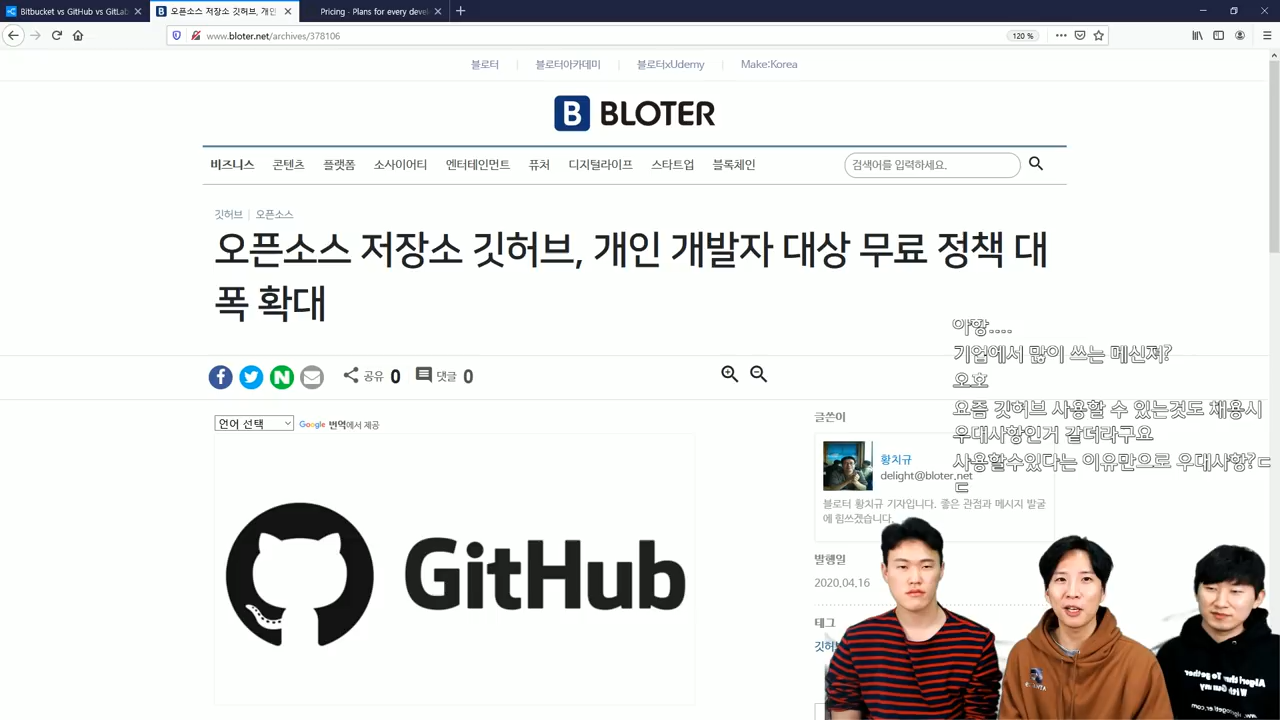 Bitbucket vs GitHub vs GitLab
오픈소스 저장소 깃허브, 개인
Pricing · Plans for every devel
www.bloter.net/archives/378106
120 %
블로터
블로터아카데미
블로터xUdemy
Make:Korea
B BLOTER
비즈니스 콘텐츠 플랫폼 소사이어티 엔터테인먼트 퓨처 디지털라이프 스타트업 블록체인
검색어를 입력하세요.
깃허브 | 오픈소스
오픈소스 저장소 깃허브, 개인 개발자 대상 무료 정책 대
폭 확대
공유 0 댓글 0
언어 선택
Google 번역에서 제공
GitHub
아항....
기업에서 많이 쓰는 메신져?
오호
요즘 깃허브 사용할 수 있는것도 채용시
우대사항인거 같더라구요
사용할수있다는 이유만으로 우대사항?ㄷ
ㄷ
글쓴이
황치규
delight@bloter.net
블로터 황치규 기자입니다. 좋은 관점과 메시지 발굴
에 힘쓰겠습니다.
발행일
2020.04.16
태그
깃허브